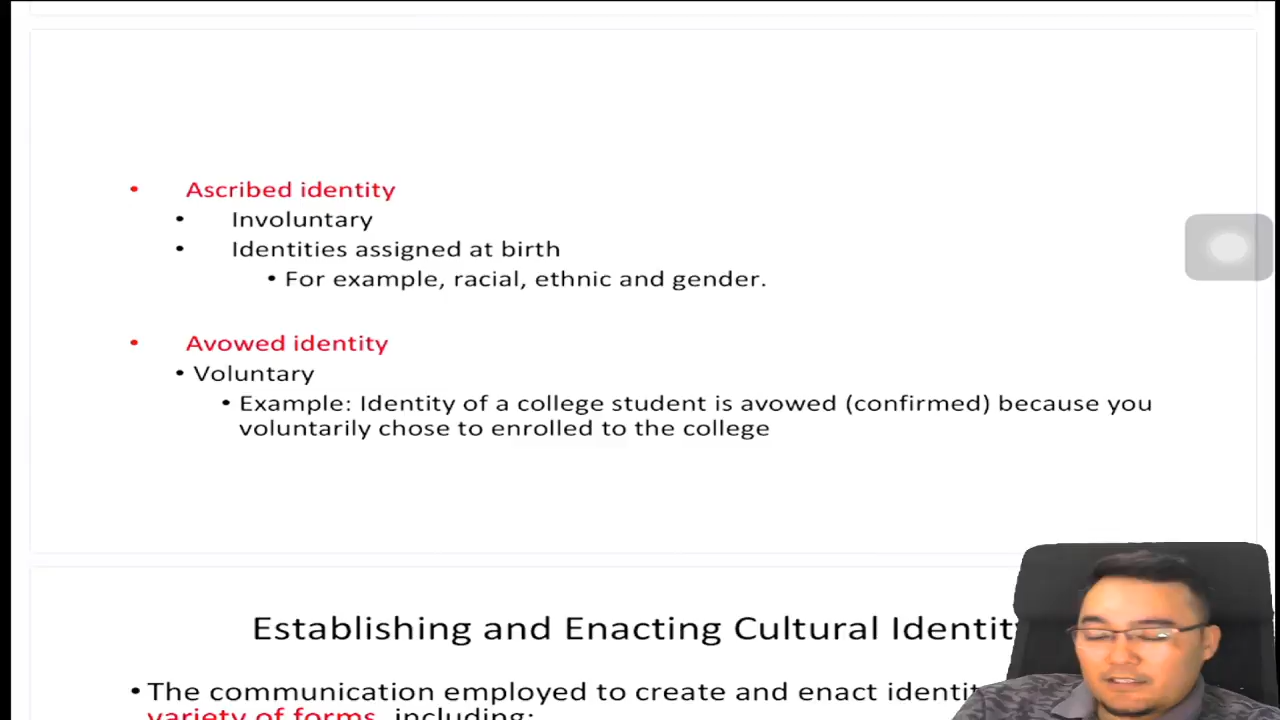 • Ascribed identity
• Involuntary
• Identities assigned at birth
• For example, racial, ethnic and gender.
• Avowed identity
• Voluntary
• Example: Identity of a college student is avowed (confirmed) because you
voluntarily chose to enrolled to the college
Establishing and Enacting Cultural
• The communication employed to create and enact
variety of forms, including: